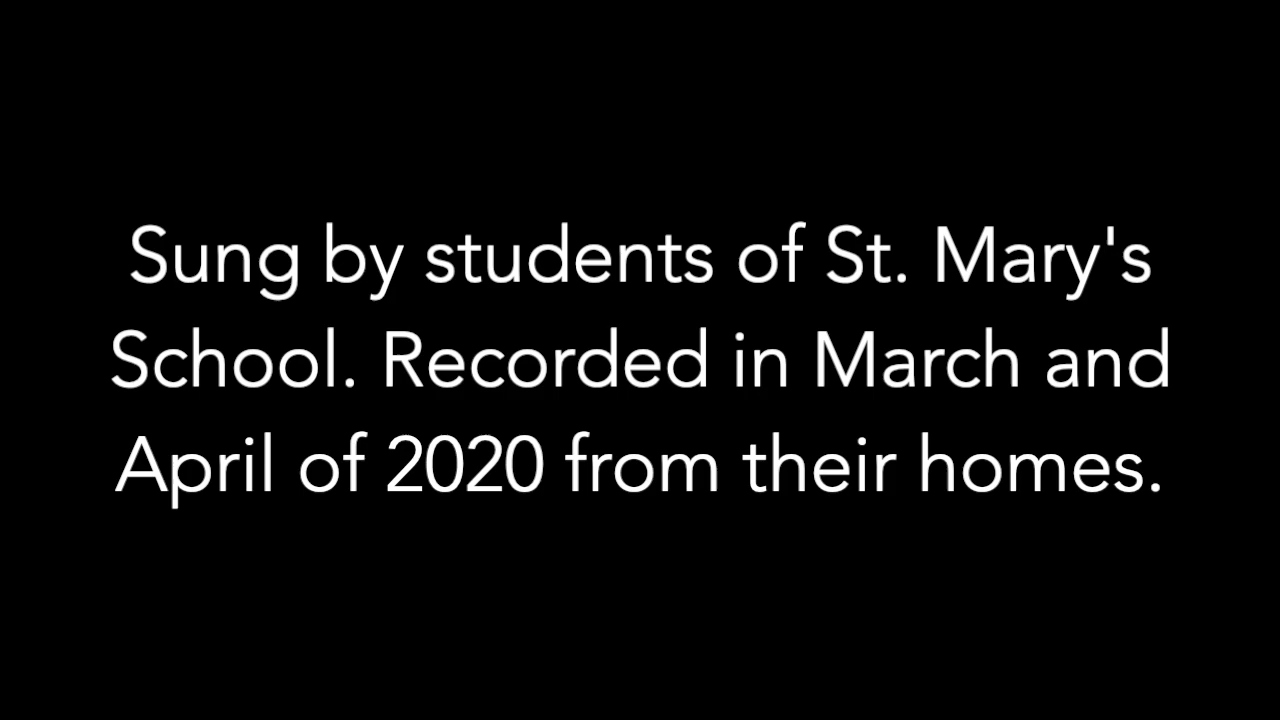 Sung by students of St. Mary's
School. Recorded in March and
April of 2020 from their homes.